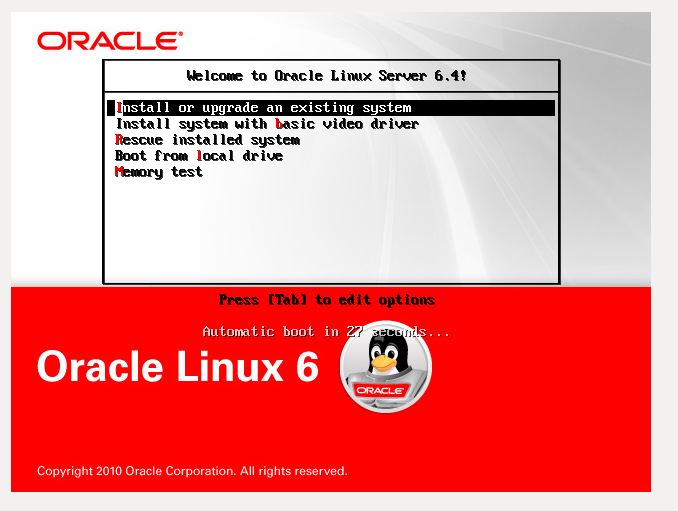 ORACLE®
Welcome to Oracle Linux Server 6.4!
Install or upgrade an existing system
Install system with basic video driver
Rescue installed system
Boot from local drive
Memory test
Press [Tab] to edit options
Automatic boot in 27 seconds...
Oracle Linux 6
ORACLE
Copyright 2010 Oracle Corporation. All rights reserved.